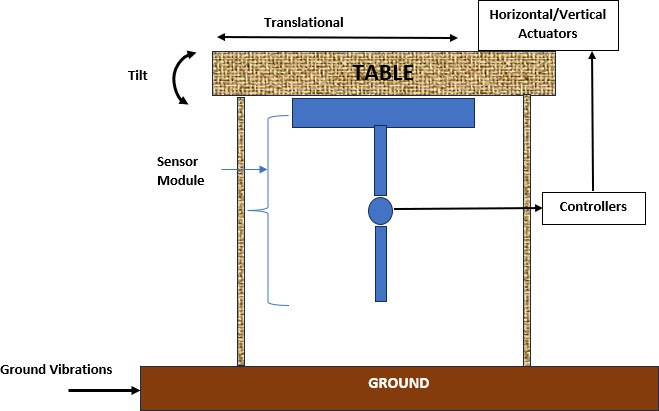 Translational
Horizontal/Vertical
Actuators
Tilt
TABLE
Sensor
Module
Controllers
Ground Vibrations
GROUND